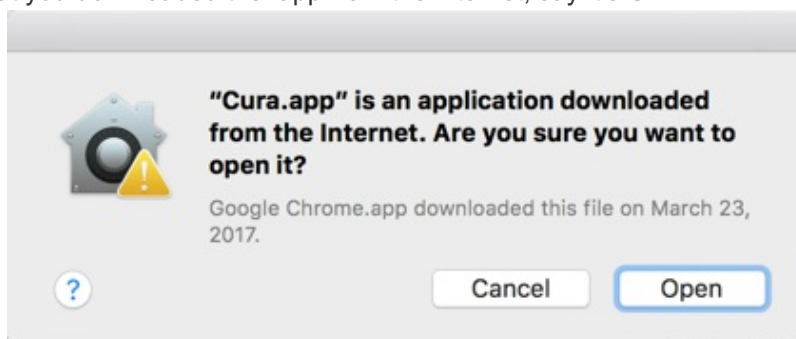 "Cura.app" is an application downloaded
from the Internet. Are you sure you want to
open it?
Google Chrome.app downloaded this file on March 23,
2017.
?
Cancel
Open